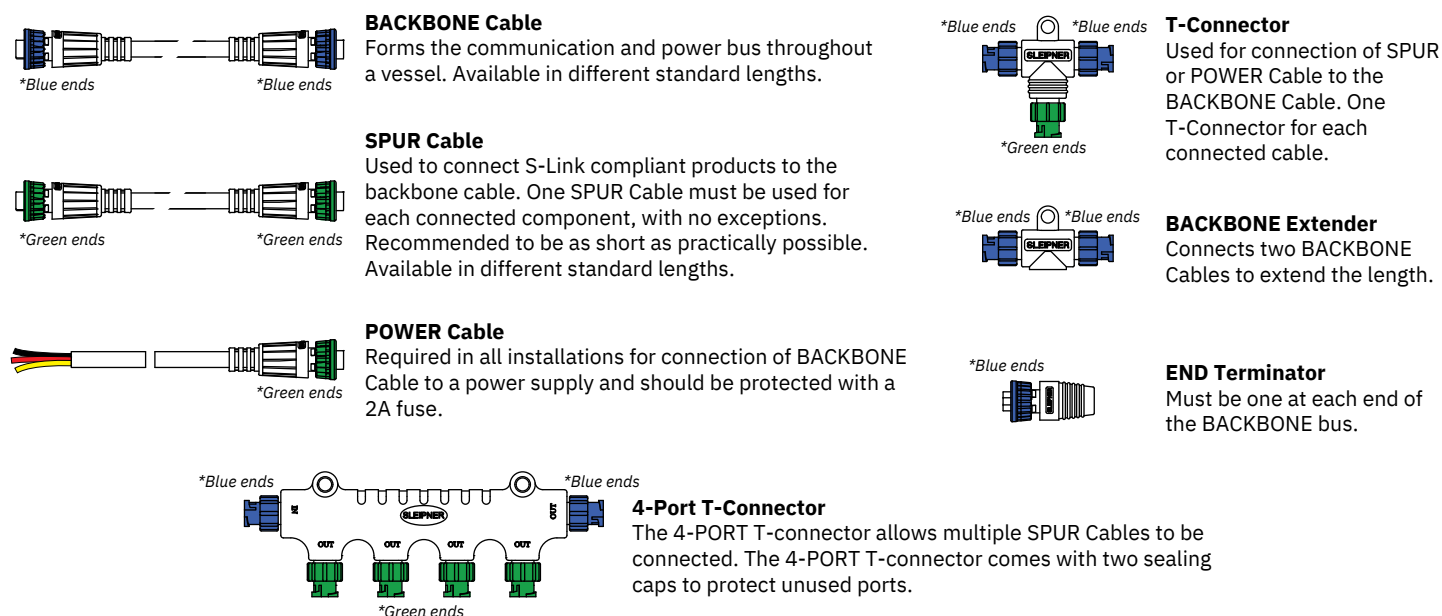 BACKBONE Cable
Forms the communication and power bus throughout
a vessel. Available in different standard lengths.
*Blue ends
*Blue ends
SPUR Cable
Used to connect S-Link compliant products to the
backbone cable. One SPUR Cable must be used for
each connected component, with no exceptions.
Recommended to be as short as practically possible.
Available in different standard lengths.
*Green ends
*Green ends
POWER Cable
Required in all installations for connection of BACKBONE
Cable to a power supply and should be protected with a
2A fuse.
*Green ends
*Blue ends
*Blue ends
SLEIPNER
*Green ends
T-Connector
Used for connection of SPUR
or POWER Cable to the
BACKBONE Cable. One
T-Connector for each
connected cable.
*Blue ends
*Blue ends
SLEIPNER
BACKBONE Extender
Connects two BACKBONE
Cables to extend the length.
*Blue ends
SLEIPNER
END Terminator
Must be one at each end of
the BACKBONE bus.
*Blue ends
*Blue ends
IN
SLEIPNER
OUT
OUT
OUT
OUT
OUT
*Green ends
4-Port T-Connector
The 4-PORT T-connector allows multiple SPUR Cables to be
connected. The 4-PORT T-connector comes with two sealing
caps to protect unused ports.